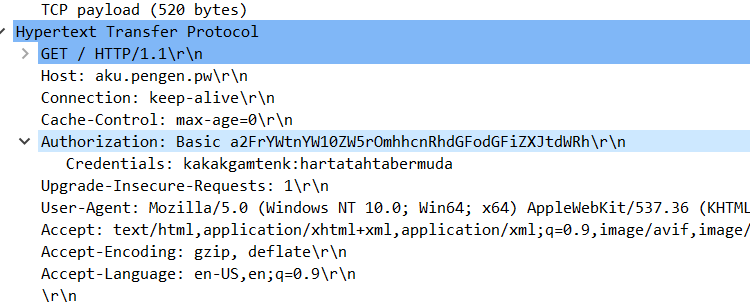 TCP payload (520 bytes)
Hypertext Transfer Protocol
GET / HTTP/1.1\r\n
Host: aku.pengen.pw\r\n
Connection: keep-alive\r\n
Cache-Control: max-age=0\r\n
Authorization: Basic a2FrYWtnYW10ZW5rOmhhcnRhdGFodGFiZXJtdWRh\r\n
Credentials: kakakgamtenk:hartatahtabermuda
Upgrade-Insecure-Requests: 1\r\n
User-Agent: Mozilla/5.0 (Windows NT 10.0; Win64; x64) AppleWebKit/537.36 (KHTML
Accept: text/html,application/xhtml+xml,application/xml;q=0.9,image/avif,image/
Accept-Encoding: gzip, deflate\r\n
Accept-Language: en-US,en;q=0.9\r\n
\r\n